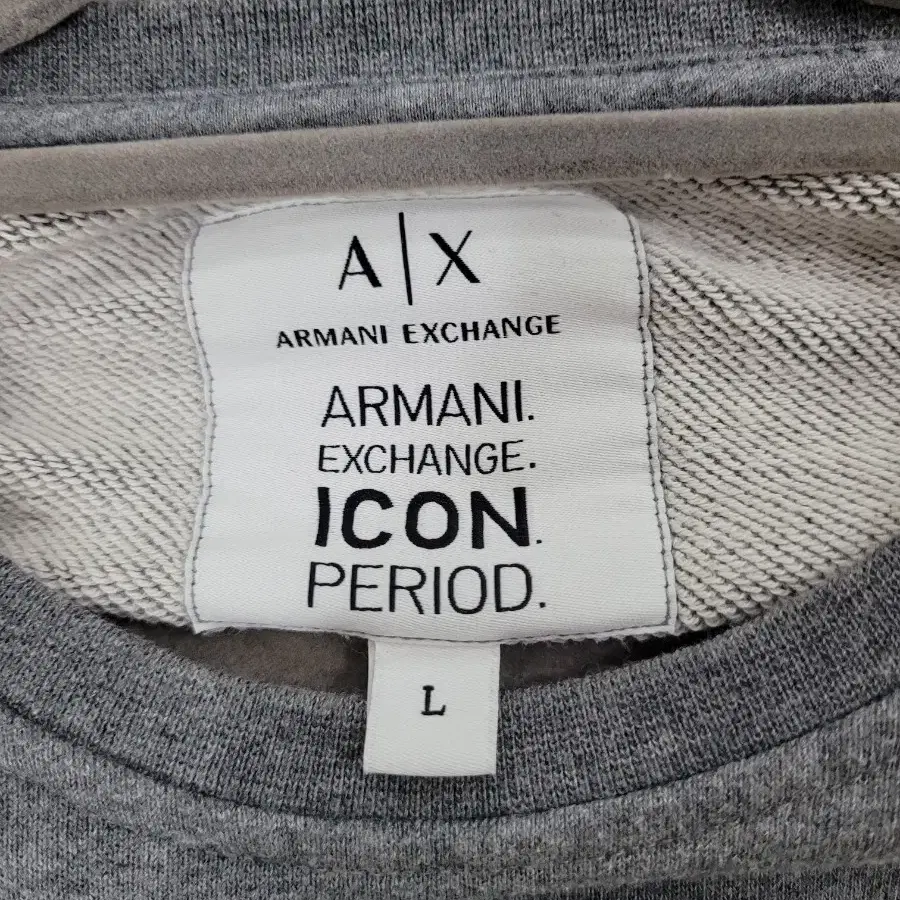 A|X
ARMANI EXCHANGE
ARMANI.
EXCHANGE.
ICON.
PERIOD.
L